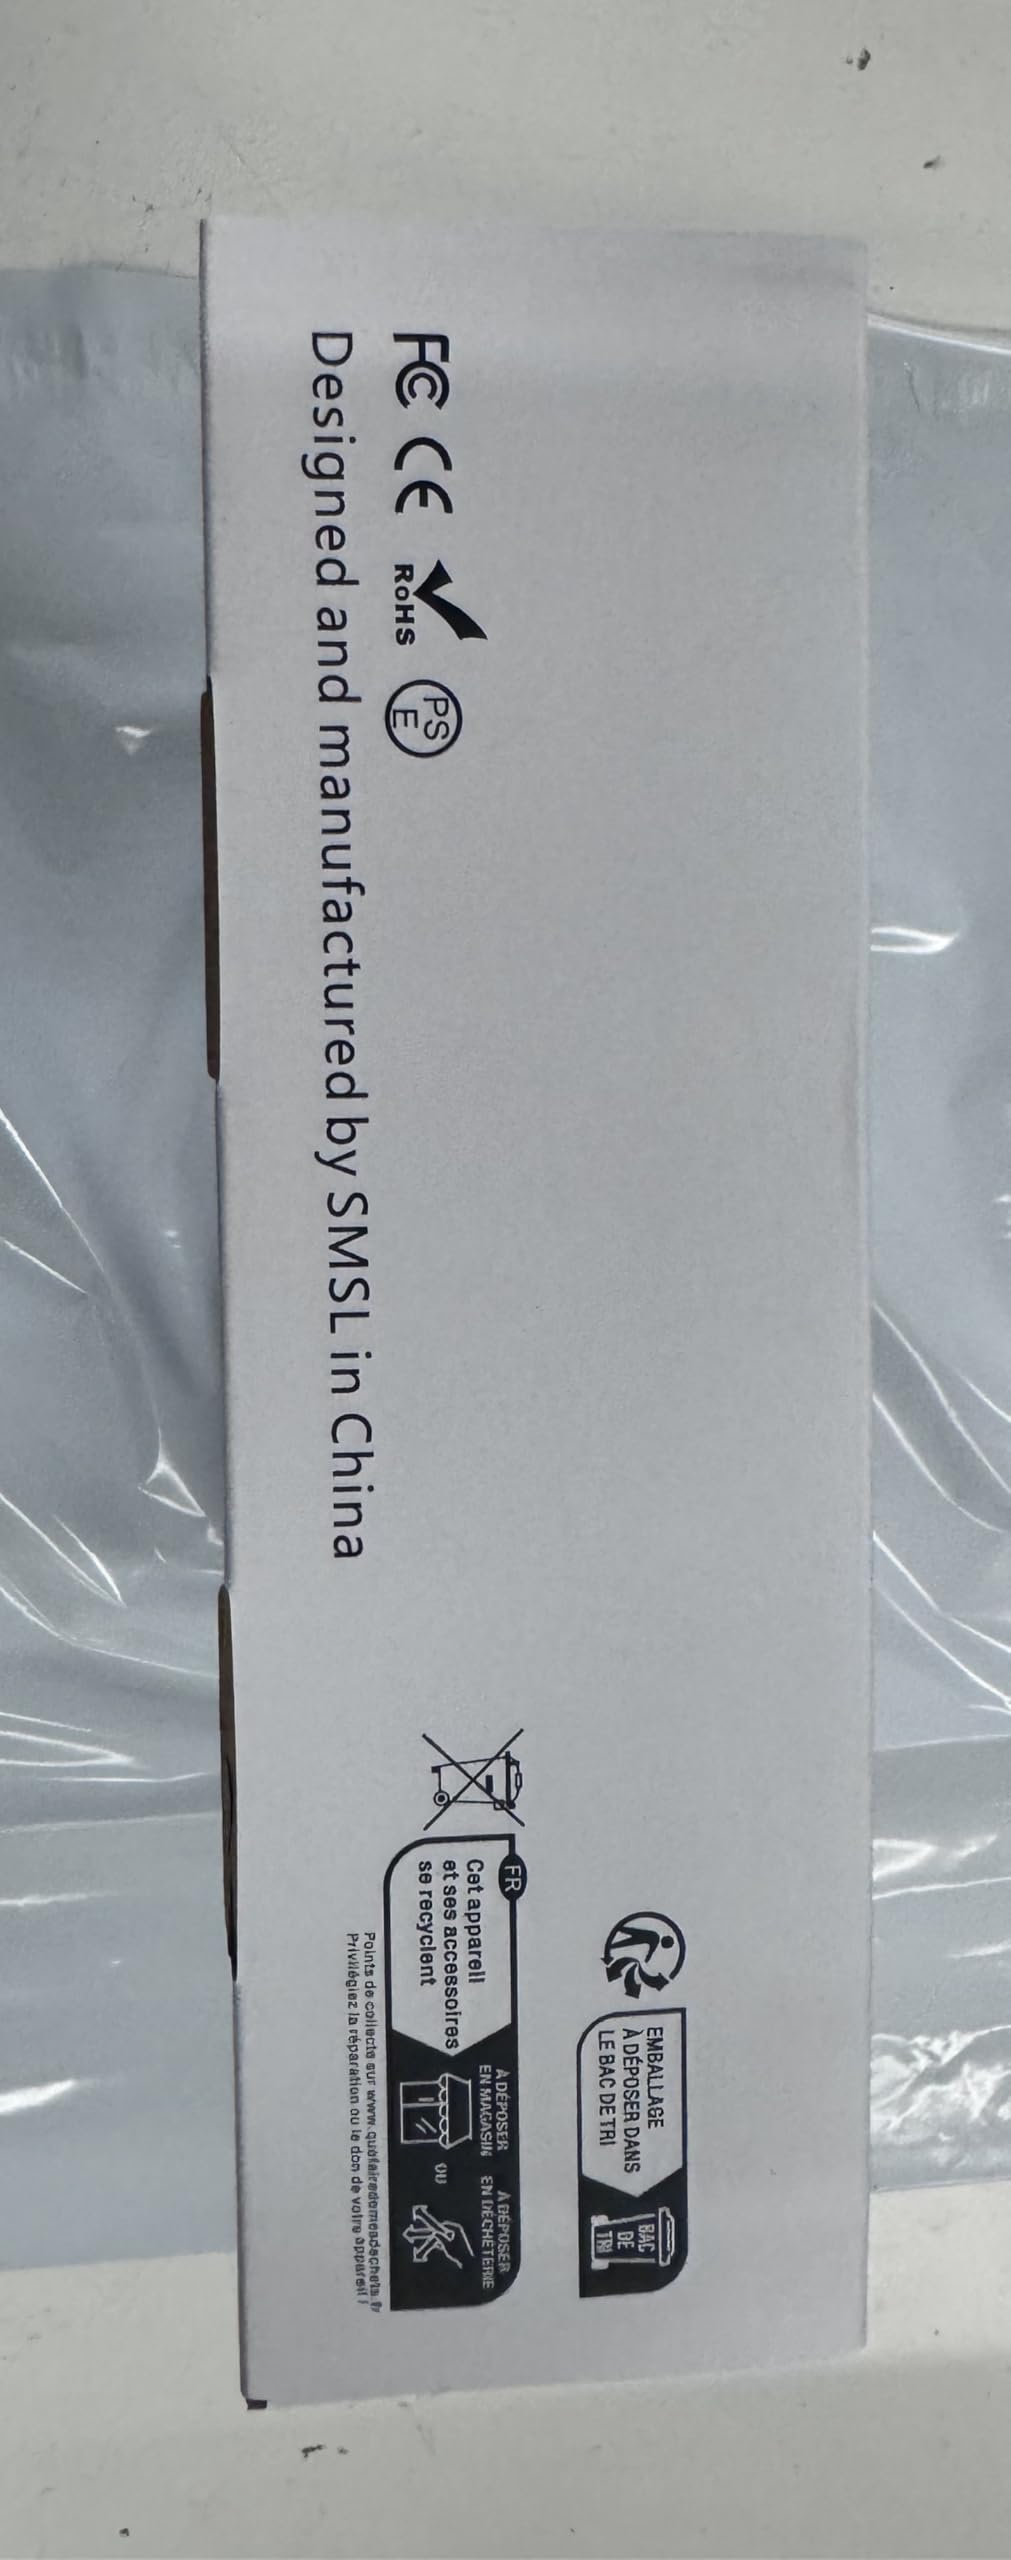 FC CE RoHS PSE
Designed and manufactured by SMSL in China
EMBALLAGE
À DÉPOSER DANS
LE BAC DE TRI
BAC
DE
TRI
FR
Cet appareil
et ses accessoires
se recyclent
À DÉPOSER
EN MAGASIN
OU
À DÉPOSER
EN DÉCHÈTERIE
Points de collecte sur www.quefairedemesdechets.fr
Privilégiez la réparation ou le don de votre appareil !